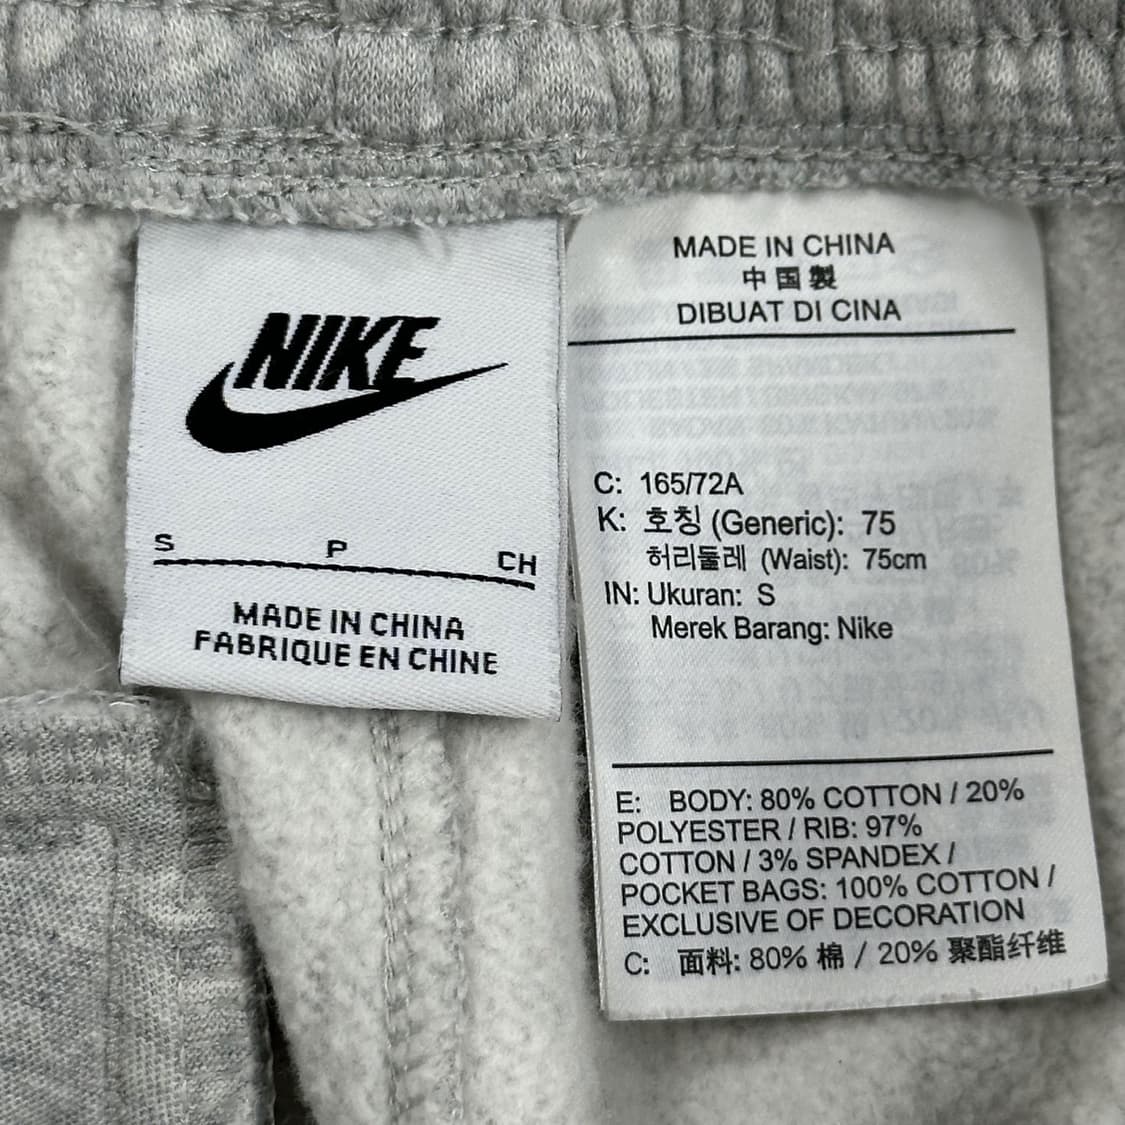 NIKE
S P CH
MADE IN CHINA
FABRIQUE EN CHINE
MADE IN CHINA
中国製
DIBUAT DI CINA
C: 165/72A
K: 호칭 (Generic): 75
허리둘레 (Waist): 75cm
IN: Ukuran: S
Merek Barang: Nike
E: BODY: 80% COTTON / 20%
POLYESTER / RIB: 97%
COTTON / 3% SPANDEX /
POCKET BAGS: 100% COTTON /
EXCLUSIVE OF DECORATION
C: 面料: 80% 棉 / 20% 聚酯纤维